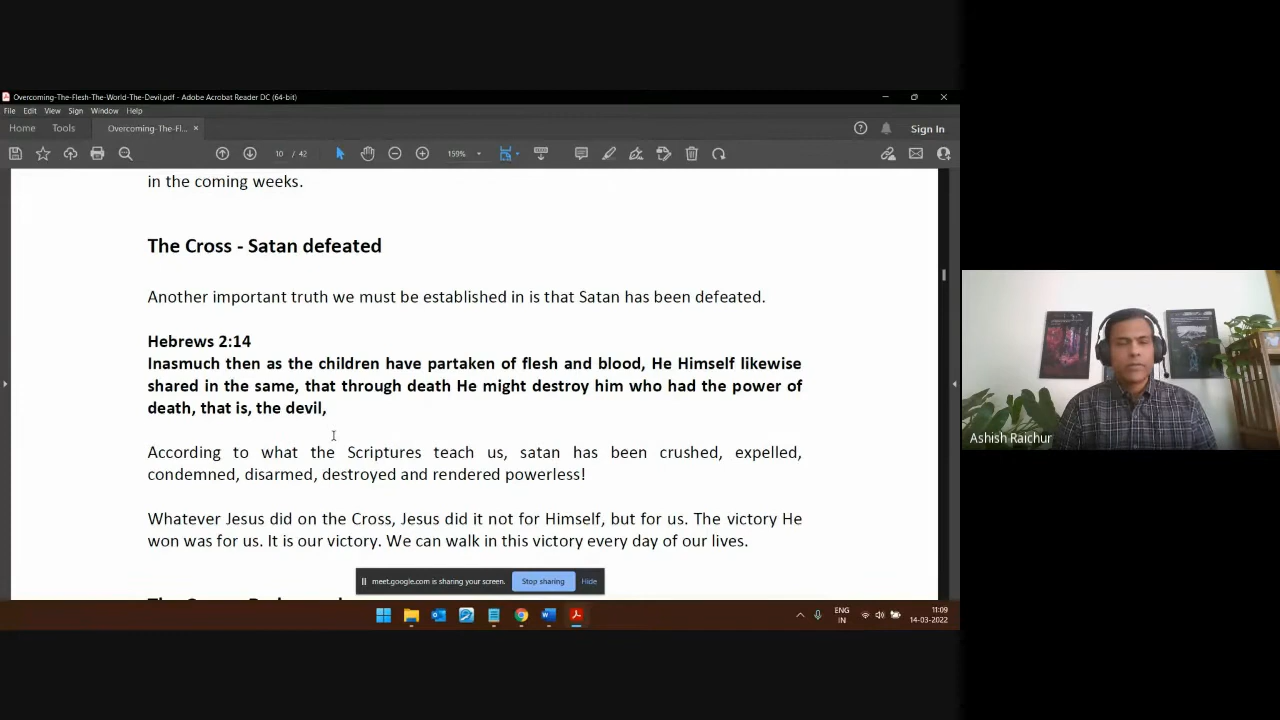 Overcoming-The-Flesh-The-World-The-Devil.pdf - Adobe Acrobat Reader DC (64-bit)
File Edit View Sign Window Help
Home Tools Overcoming-The-Fl... × Sign In
10 / 42 159%
in the coming weeks.
The Cross - Satan defeated
Another important truth we must be established in is that Satan has been defeated.
Hebrews 2:14
Inasmuch then as the children have partaken of flesh and blood, He Himself likewise
shared in the same, that through death He might destroy him who had the power of
death, that is, the devil,
According to what the Scriptures teach us, satan has been crushed, expelled,
condemned, disarmed, destroyed and rendered powerless!
Whatever Jesus did on the Cross, Jesus did it not for Himself, but for us. The victory He
won was for us. It is our victory. We can walk in this victory every day of our lives.
meet.google.com is sharing your screen. Stop sharing Hide
ENG
IN
11:09
14-03-2022
Ashish Raichur